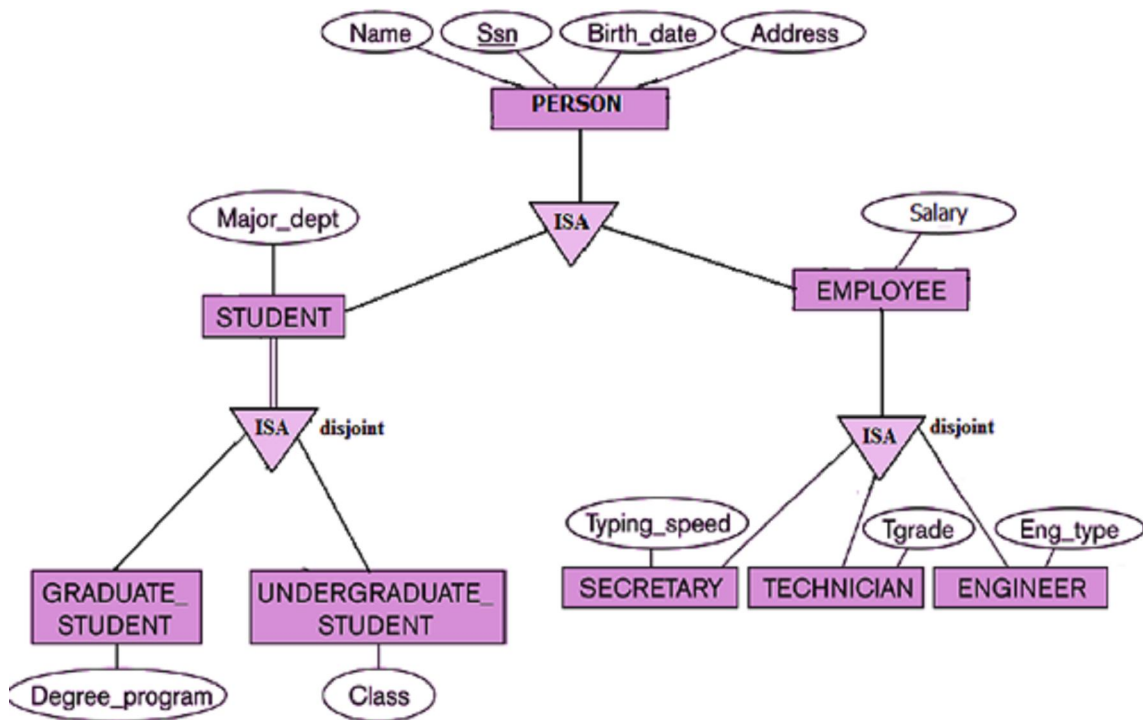 Name
Ssn
Birth_date
Address
PERSON
ISA
Major_dept
Salary
STUDENT
EMPLOYEE
ISA
disjoint
ISA
disjoint
Typing_speed
Tgrade
Eng_type
GRADUATE_
STUDENT
UNDERGRADUATE_
STUDENT
SECRETARY
TECHNICIAN
ENGINEER
Degree_program
Class